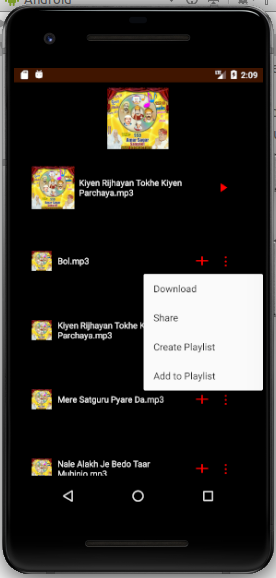 Android
2:09
Kiyen Rijhayan Tokhe Kiyen
Parchaya.mp3
Bol.mp3
Download
Share
Create Playlist
Add to Playlist
Kiyen Rijhayan Tokhe K
Parchaya.mp3
Mere Satguru Pyare Da.mp3
Nale Alakh Je Bedo Taar
Muhinjo.mp3